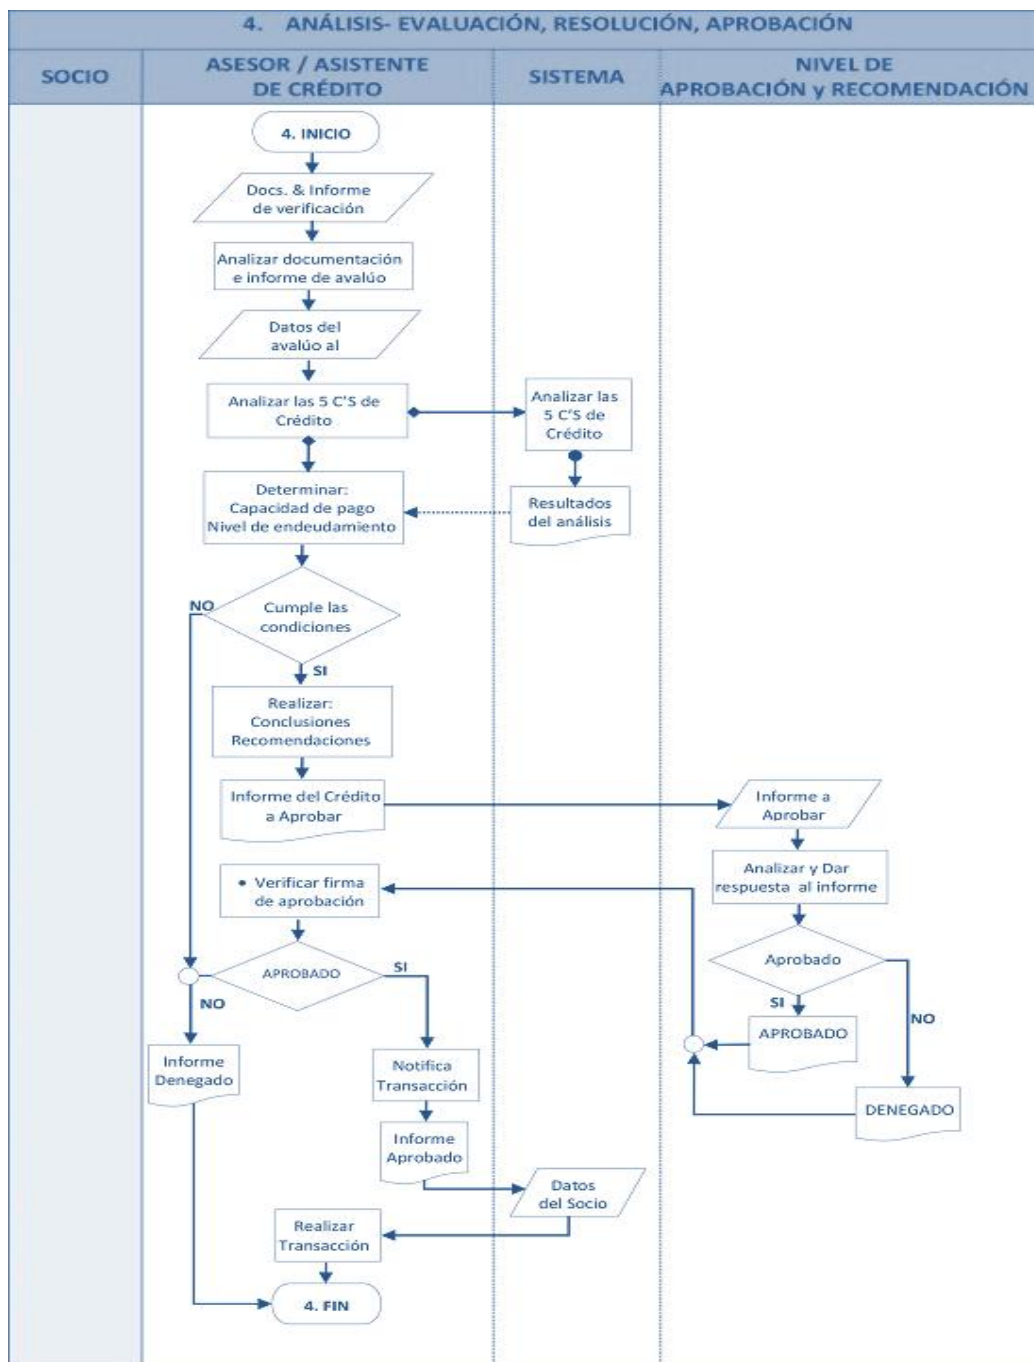 4. ANÁLISIS- EVALUACIÓN, RESOLUCIÓN, APROBACIÓN
SOCIO
ASESOR / ASISTENTE
DE CRÉDITO
SISTEMA
NIVEL DE
APROBACIÓN y RECOMENDACIÓN
4. INICIO
Docs. & Informe
de verificación
Analizar documentación
e informe de avalúo
Datos del
avalúo al
Analizar las 5 C'S de
Crédito
Analizar las
5 C'S de
Crédito
Determinar:
Capacidad de pago
Nivel de endeudamiento
Resultados
del análisis
NO
Cumple las
condiciones
SI
Realizar:
Conclusiones
Recomendaciones
Informe del Crédito
a Aprobar
Informe a
Aprobar
Analizar y Dar
respuesta al informe
• Verificar firma
de aprobación
Aprobado
APROBADO
SI
NO
SI
NO
APROBADO
Informe
Denegado
Notifica
Transacción
DENEGADO
Informe
Aprobado
Datos
del Socio
Realizar
Transacción
4. FIN